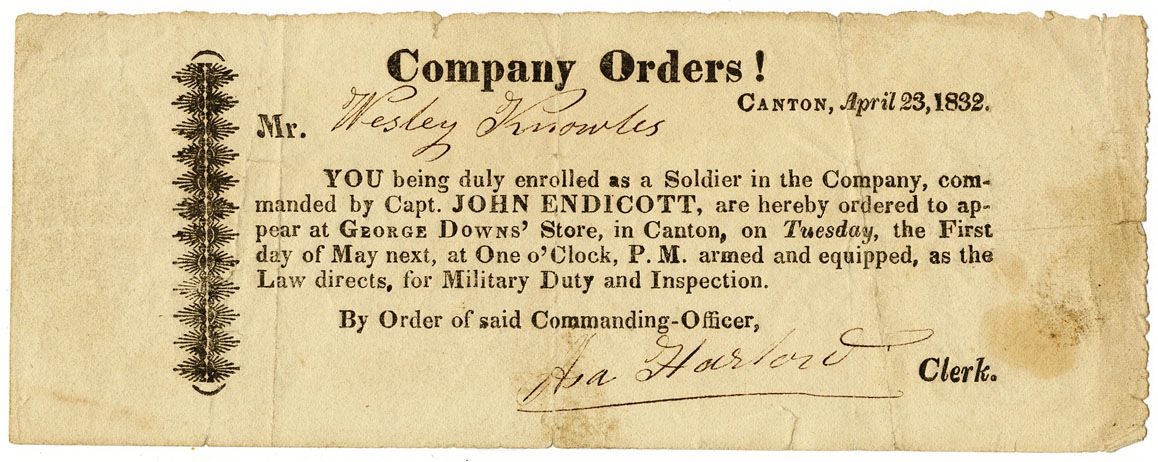 Company Orders!
CANTON, April 23, 1832.
Mr. Wesley Knowles
YOU being duly enrolled as a Soldier in the Company, com-
manded by Capt. JOHN ENDICOTT, are hereby ordered to ap-
pear at GEORGE DOWNS' Store, in Canton, on Tuesday, the First
day of May next, at One o'Clock, P. M. armed and equipped, as the
Law directs, for Military Duty and Inspection.
By Order of said Commanding-Officer,
Asa Harlow Clerk.